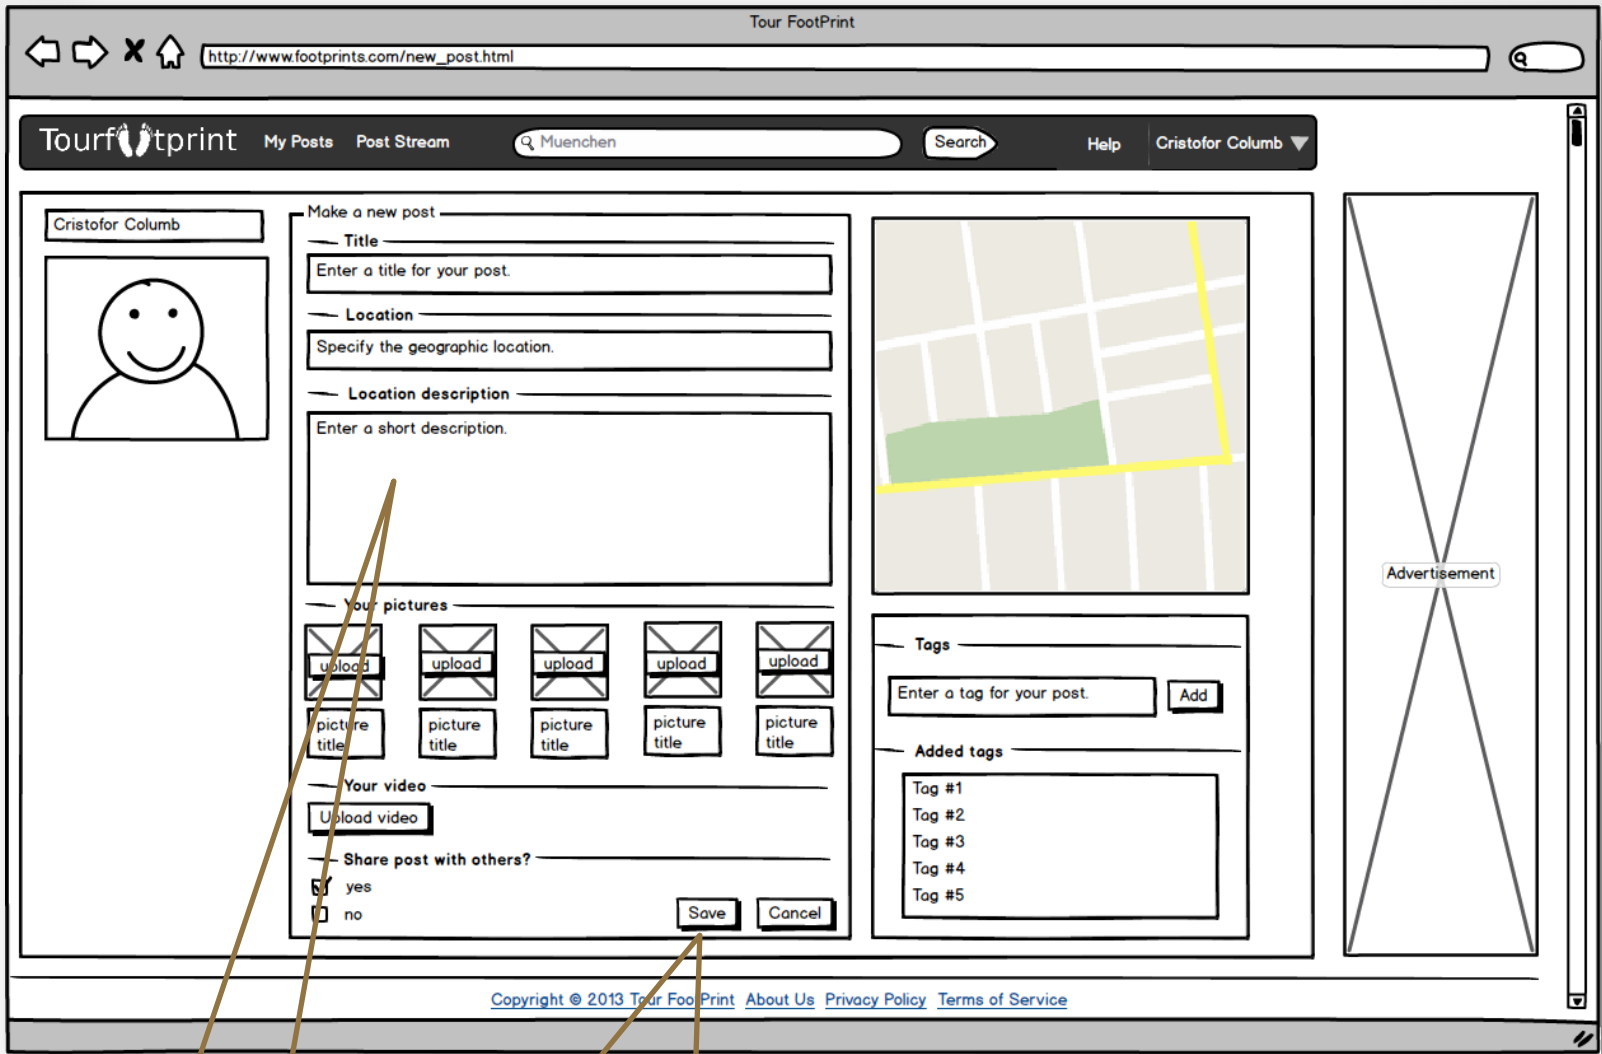 Tour FootPrint
http://www.footprints.com/new_post.html
Tourf tprint
My Posts
Post Stream
Muenchen
Search
Help
Cristofor Columb
Cristofor Columb
Make a new post
Title
Enter a title for your post.
Location
Specify the geographic location.
Location description
Enter a short description.
Your pictures
upload
upload
upload
upload
upload
picture
title
picture
title
picture
title
picture
title
picture
title
Your video
Upload video
Share post with others?
yes
no
Save
Cancel
Tags
Enter a tag for your post.
Add
Added tags
Tag #1
Tag #2
Tag #3
Tag #4
Tag #5
Advertisement
Copyright © 2013 Tour FootPrint About Us Privacy Policy Terms of Service